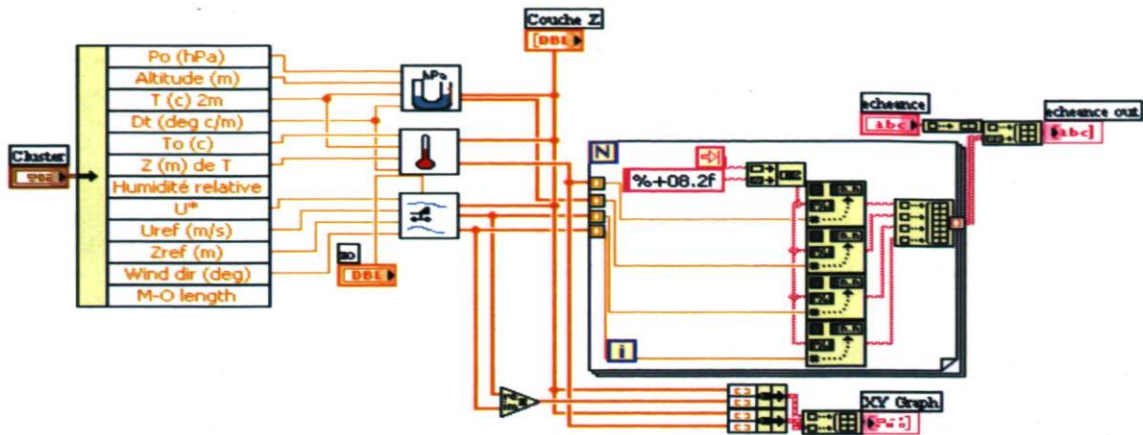 Couche Z
[DBL]
Po (hPa)
Altitude (m)
T (c) 2m
Dt (deg c/m)
To (c)
Z (m) de T
Humidité relative
U*
Uref (m/s)
Zref (m)
Wind dir (deg)
M-O length
Cluster
hPa
zo
DBL
N
%+08.2f
i
echeance
abc
echeance out
[abc]
XY Graph